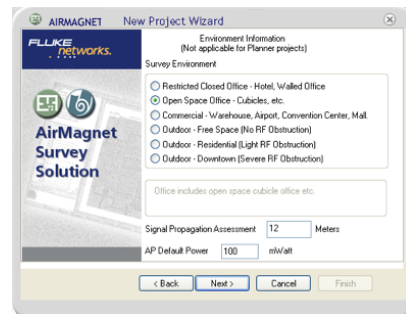 AIRMAGNET New Project Wizard
FLUKE networks.
Environment Information
(Not applicable for Planner projects)
Survey Environment
Restricted Closed Office - Hotel, Walled Office
Open Space Office - Cubicles, etc.
Commercial - Warehouse, Airport, Convention Center, Mall.
Outdoor - Free Space (No RF Obstruction)
Outdoor - Residential (Light RF Obstruction)
Outdoor - Downtown (Severe RF Obstruction)
AirMagnet
Survey
Solution
Office includes open space cubicle office etc.
Signal Propagation Assessment 12 Meters
AP Default Power 100 mWatt
< Back Next > Cancel Finish